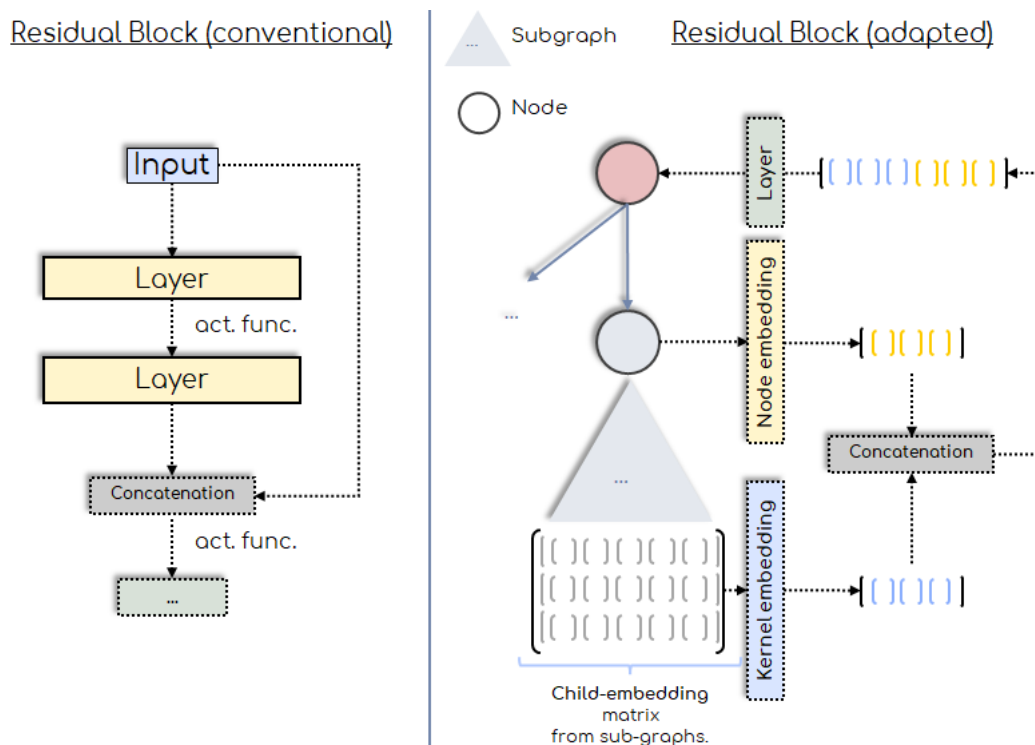 Residual Block (conventional)
Input
Layer
act. func.
Layer
Concatenation
act. func.
...
... Subgraph
Residual Block (adapted)
Node
Layer
...
Node embedding
Concatenation
...
Kernel embedding
Child-embedding
matrix
from sub-graphs.